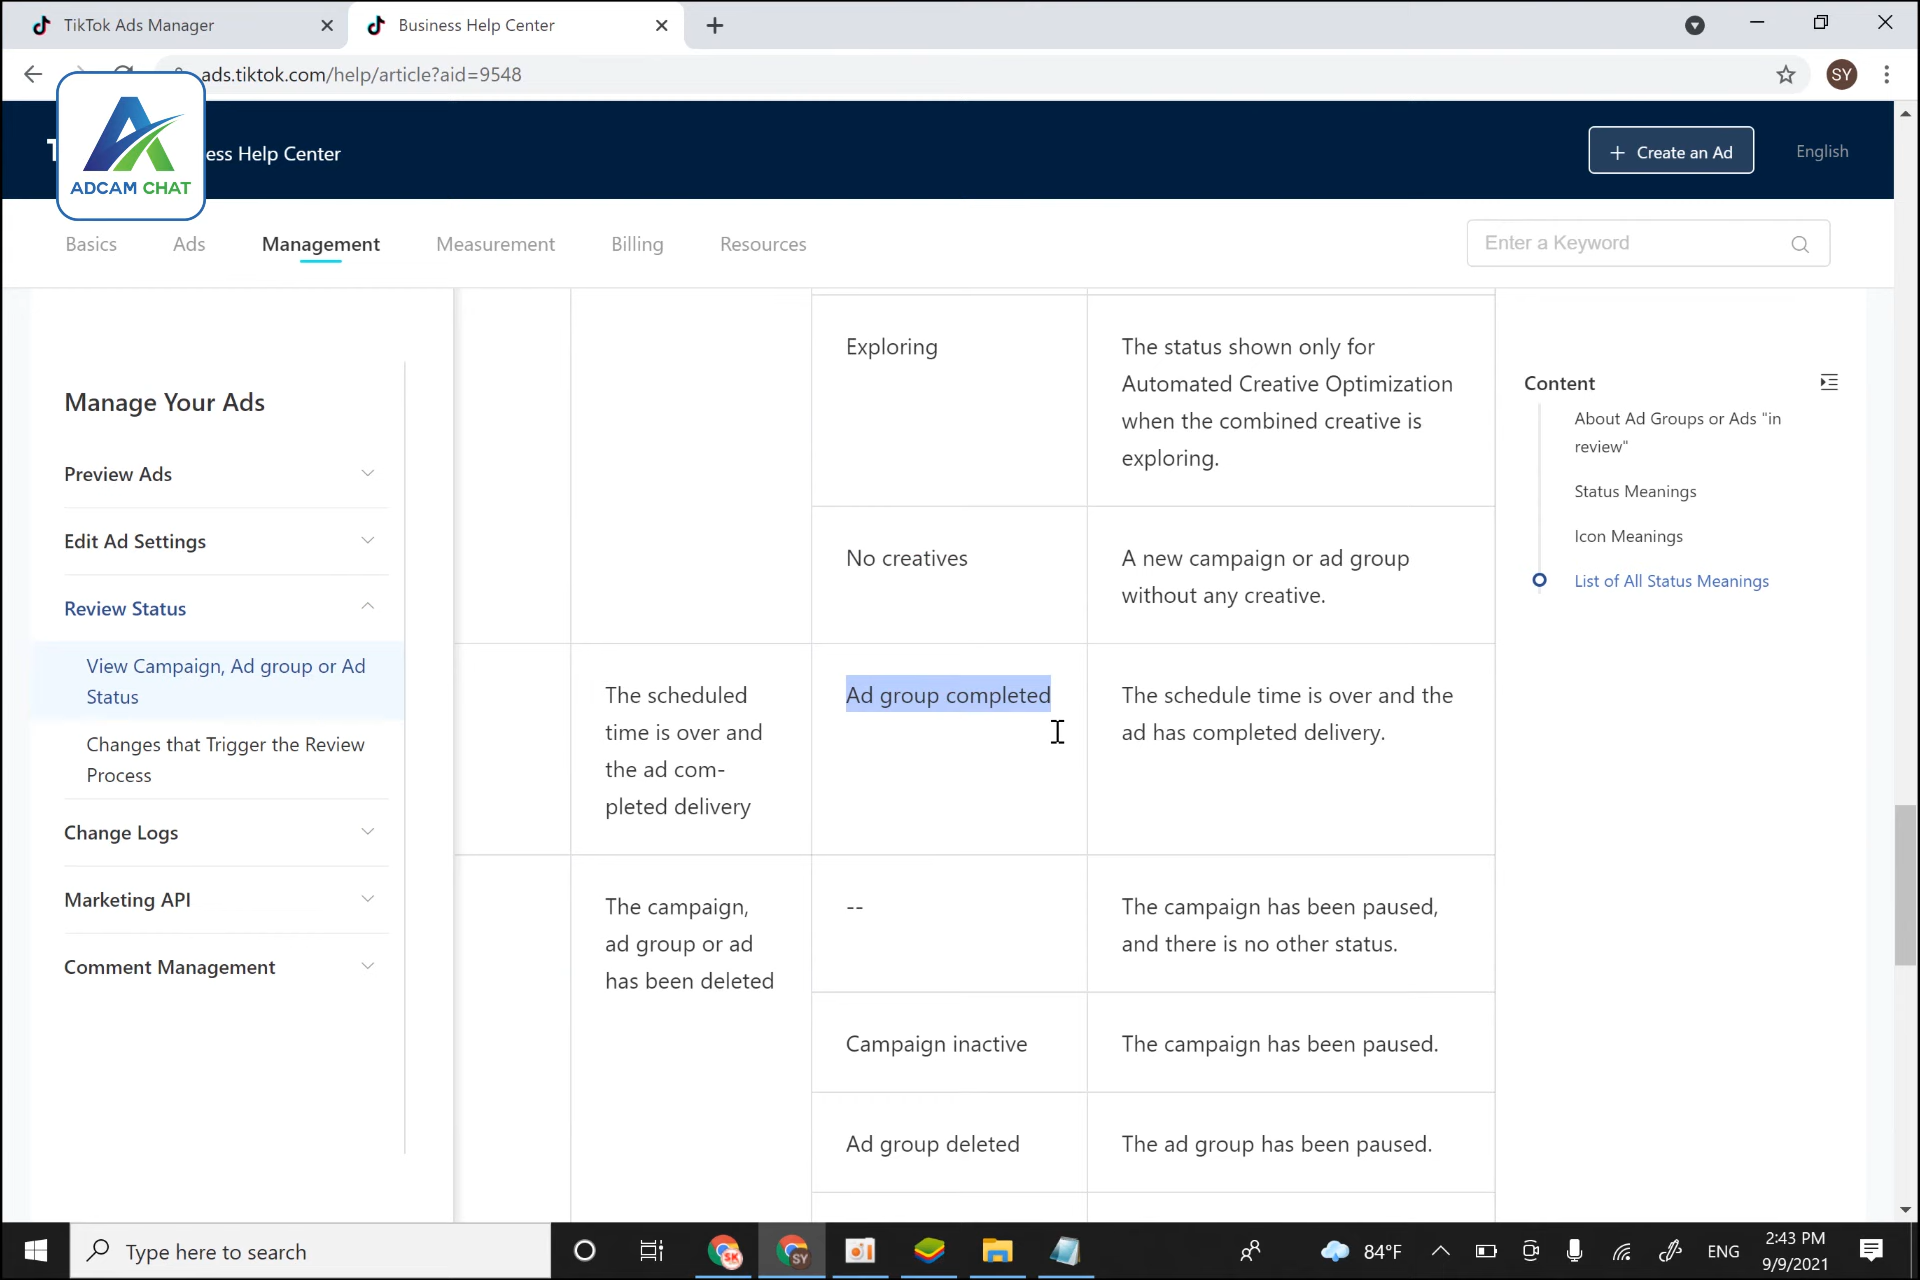 TikTok Ads Manager
Business Help Center
ads.tiktok.com/help/article?aid=9548
SY
ADCAM CHAT
ess Help Center
+ Create an Ad
English
Basics
Ads
Management
Measurement
Billing
Resources
Enter a Keyword
Manage Your Ads
Preview Ads
Edit Ad Settings
Review Status
View Campaign, Ad group or Ad
Status
Changes that Trigger the Review
Process
Change Logs
Marketing API
Comment Management
Exploring
The status shown only for
Automated Creative Optimization
when the combined creative is
exploring.
No creatives
A new campaign or ad group
without any creative.
The scheduled
time is over and
the ad com-
pleted delivery
Ad group completed
The schedule time is over and the
ad has completed delivery.
The campaign,
ad group or ad
has been deleted
--
The campaign has been paused,
and there is no other status.
Campaign inactive
The campaign has been paused.
Ad group deleted
The ad group has been paused.
Content
About Ad Groups or Ads "in
review"
Status Meanings
Icon Meanings
List of All Status Meanings
Type here to search
SK
SY
84°F
ENG
2:43 PM
9/9/2021